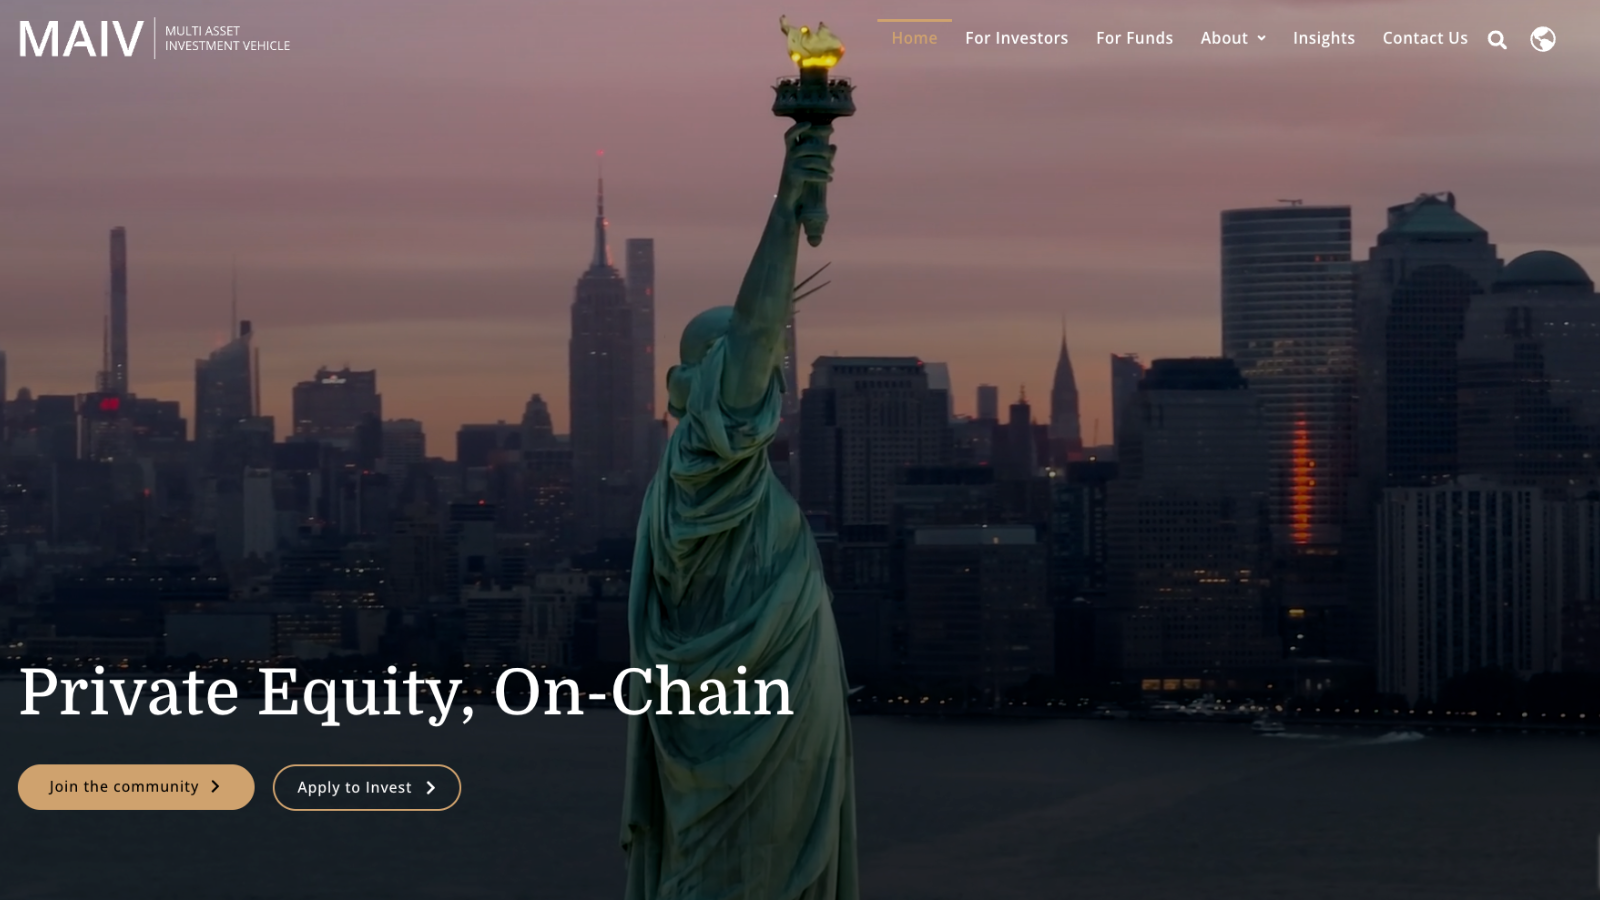 MAIV
MULTI ASSET
INVESTMENT VEHICLE
Home
For Investors
For Funds
About
Insights
Contact Us
Private Equity, On-Chain
Join the community
Apply to Invest